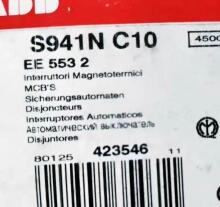 ABB
S941N C10
4500
EE 553 2
Interruttori Magnetotermici
MCB'S
Sicherungsautomaten
Disjoncteurs
Interruptores Automaticos
Автоматический выключатель
Disjuntores
80125 423546 11